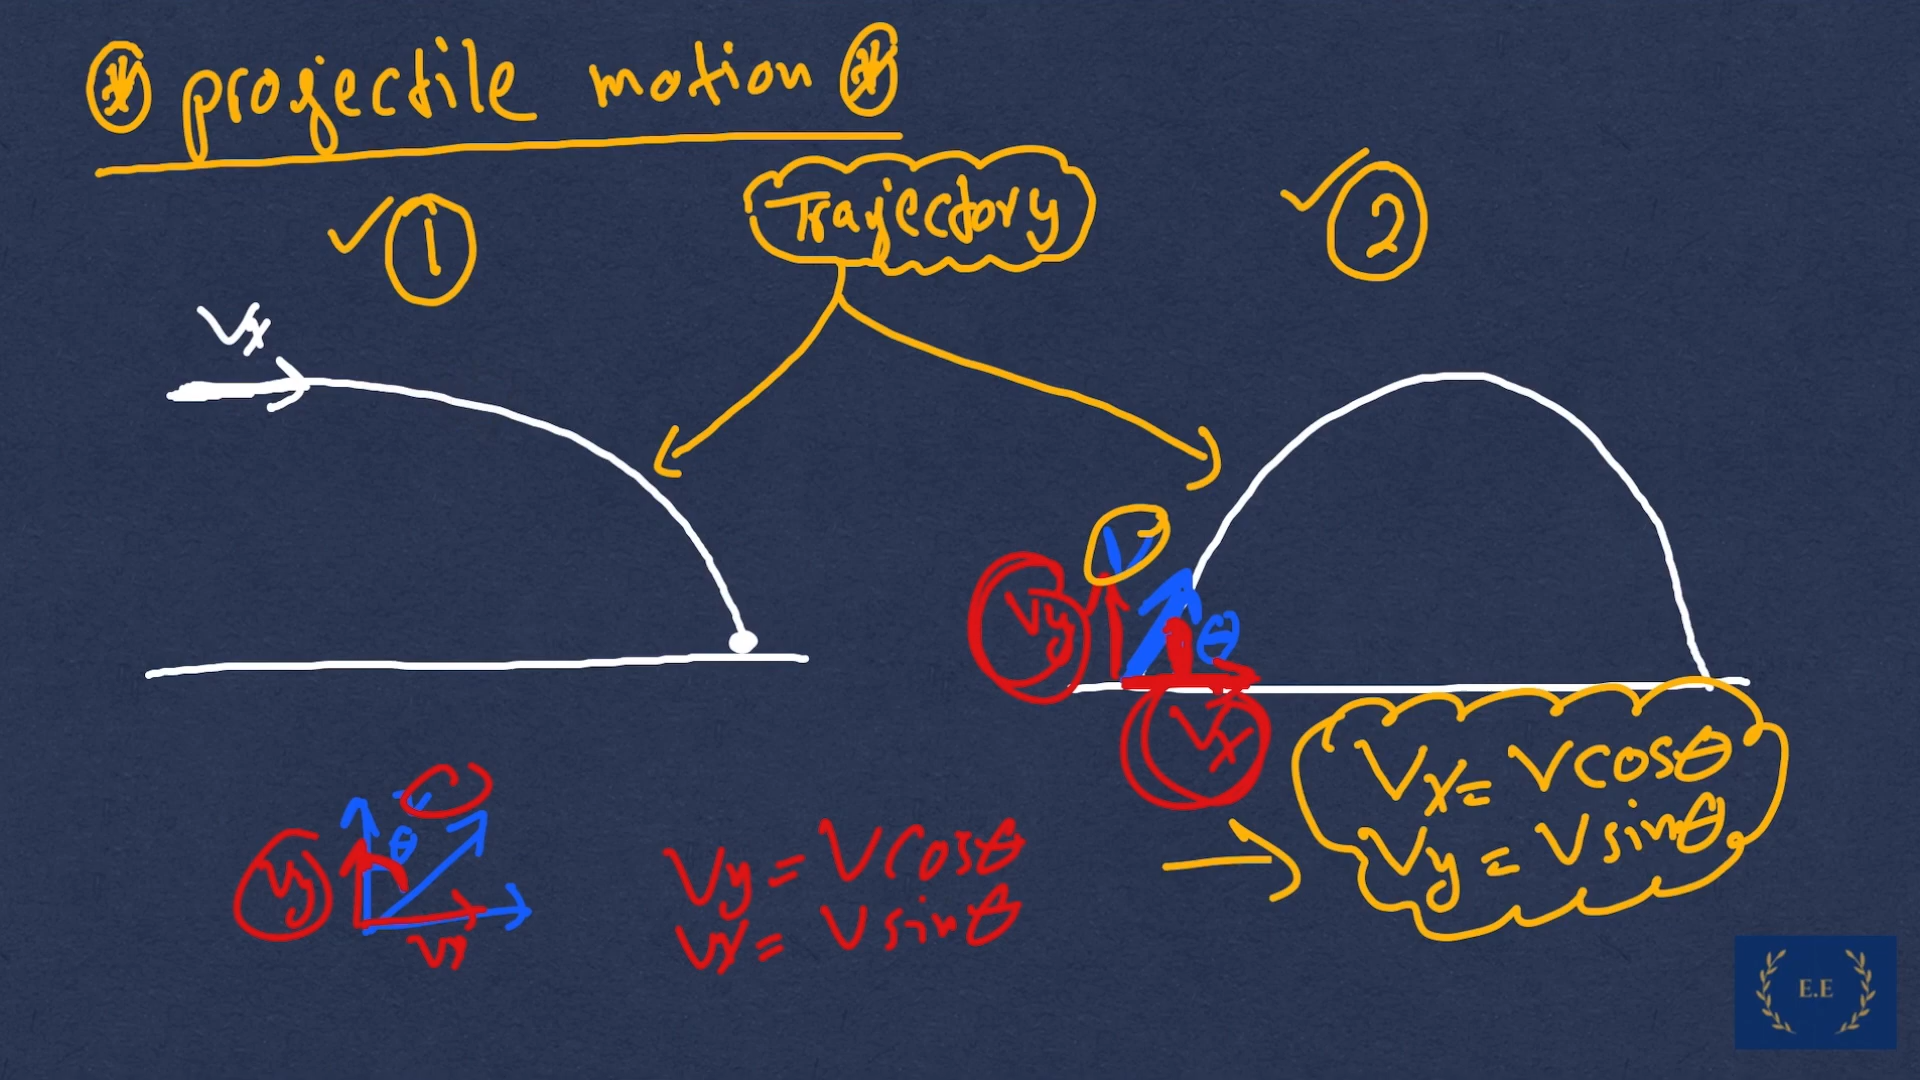 projectile motion
1
Trajectory
2
Vx
V
Vy
θ
Vx
Vx = Vcosθ
Vy = Vsinθ
V
θ
Vy
Vx
Vy = Vcosθ
Vx = Vsinθ
E.E